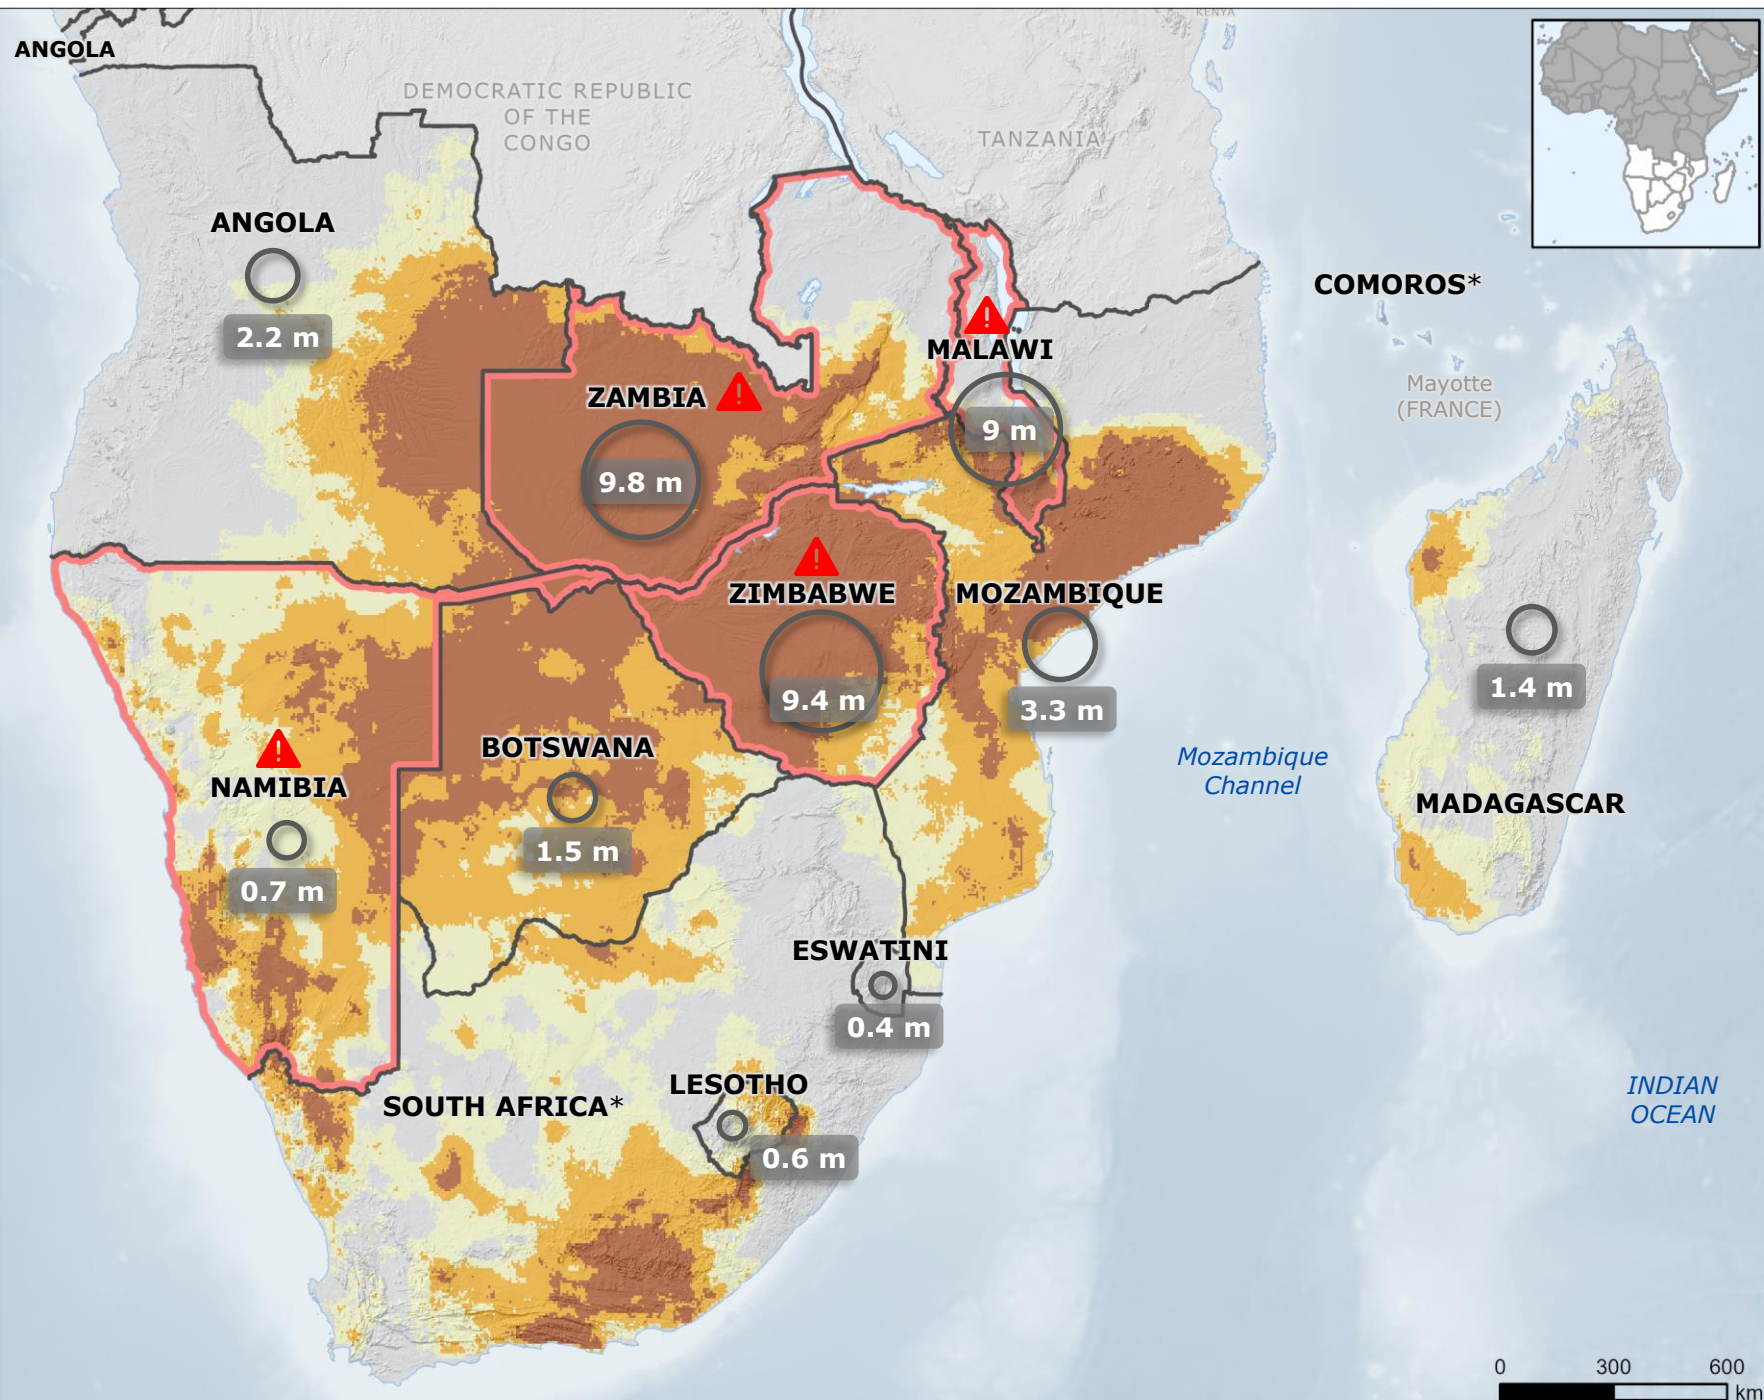 KENYA
ANGOLA
DEMOCRATIC REPUBLIC
OF THE
CONGO
TANZANIA
ANGOLA
2.2 m
COMOROS*
MALAWI
9 m
ZAMBIA
9.8 m
Mayotte
(FRANCE)
ZIMBABWE
9.4 m
MOZAMBIQUE
3.3 m
1.4 m
BOTSWANA
1.5 m
Mozambique
Channel
NAMIBIA
0.7 m
MADAGASCAR
ESWATINI
0.4 m
LESOTHO
0.6 m
SOUTH AFRICA*
INDIAN
OCEAN
0 300 600
km